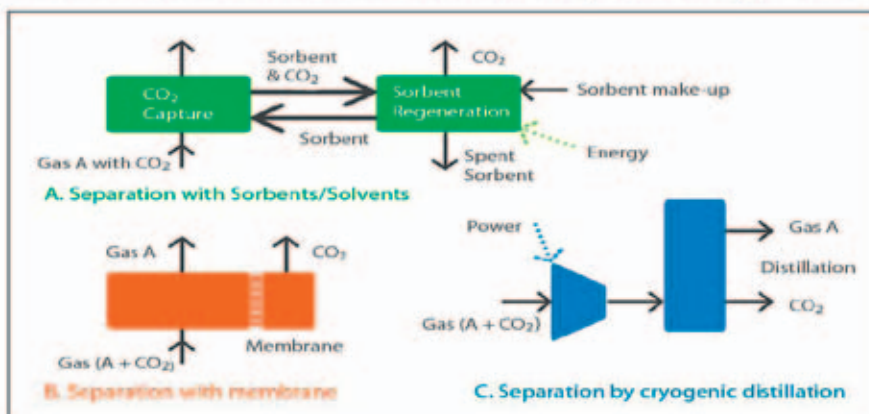 CO₂
Sorbent
& CO₂
CO₂
Capture
Sorbent
Regeneration
Sorbent make-up
Sorbent
Gas A with CO₂
Spent
Sorbent
Energy
A. Separation with Sorbents/Solvents
Gas A
CO₂
Membrane
Gas (A + CO₂)
B. Separation with membrane
Power
Gas A
Distillation
CO₂
Gas (A + CO₂)
C. Separation by cryogenic distillation